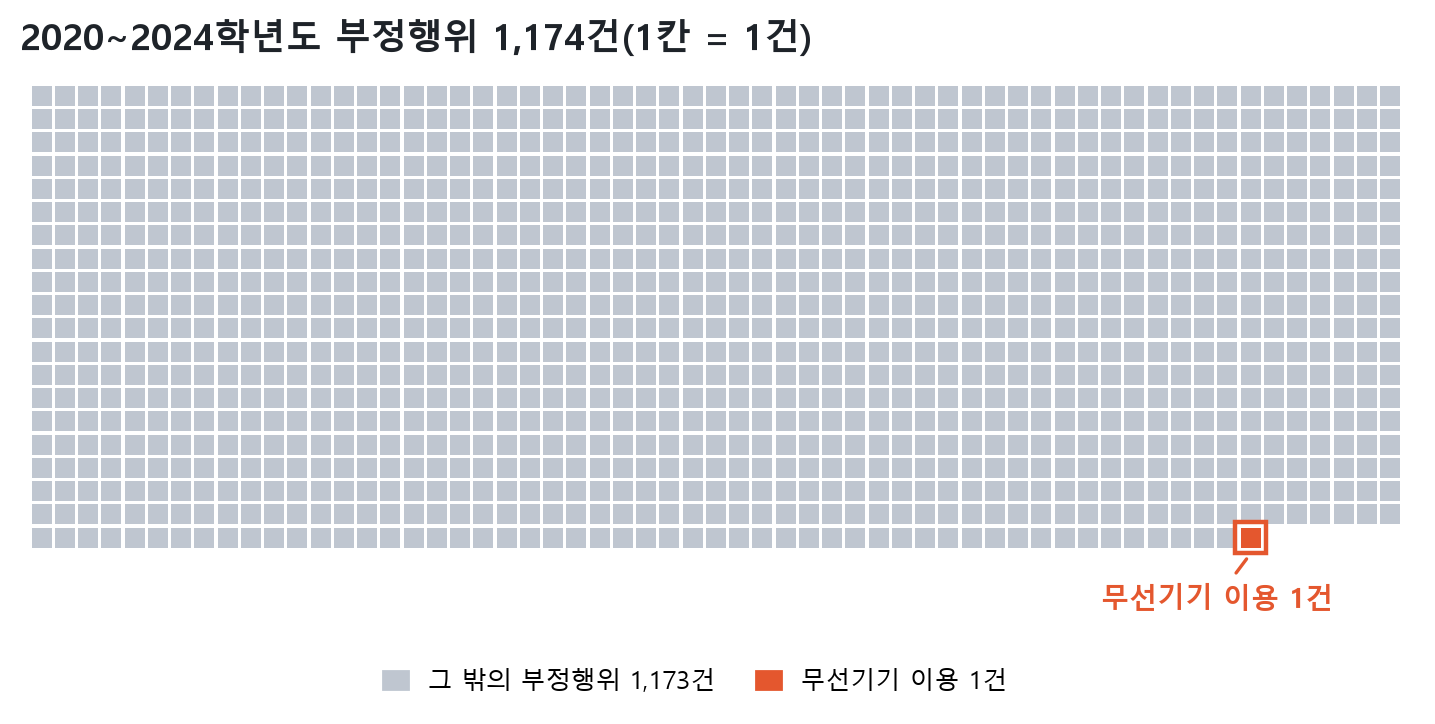 2020~2024학년도 부정행위 1,174건(1칸 = 1건)
무선기기 이용 1건
그 밖의 부정행위 1,173건
무선기기 이용 1건